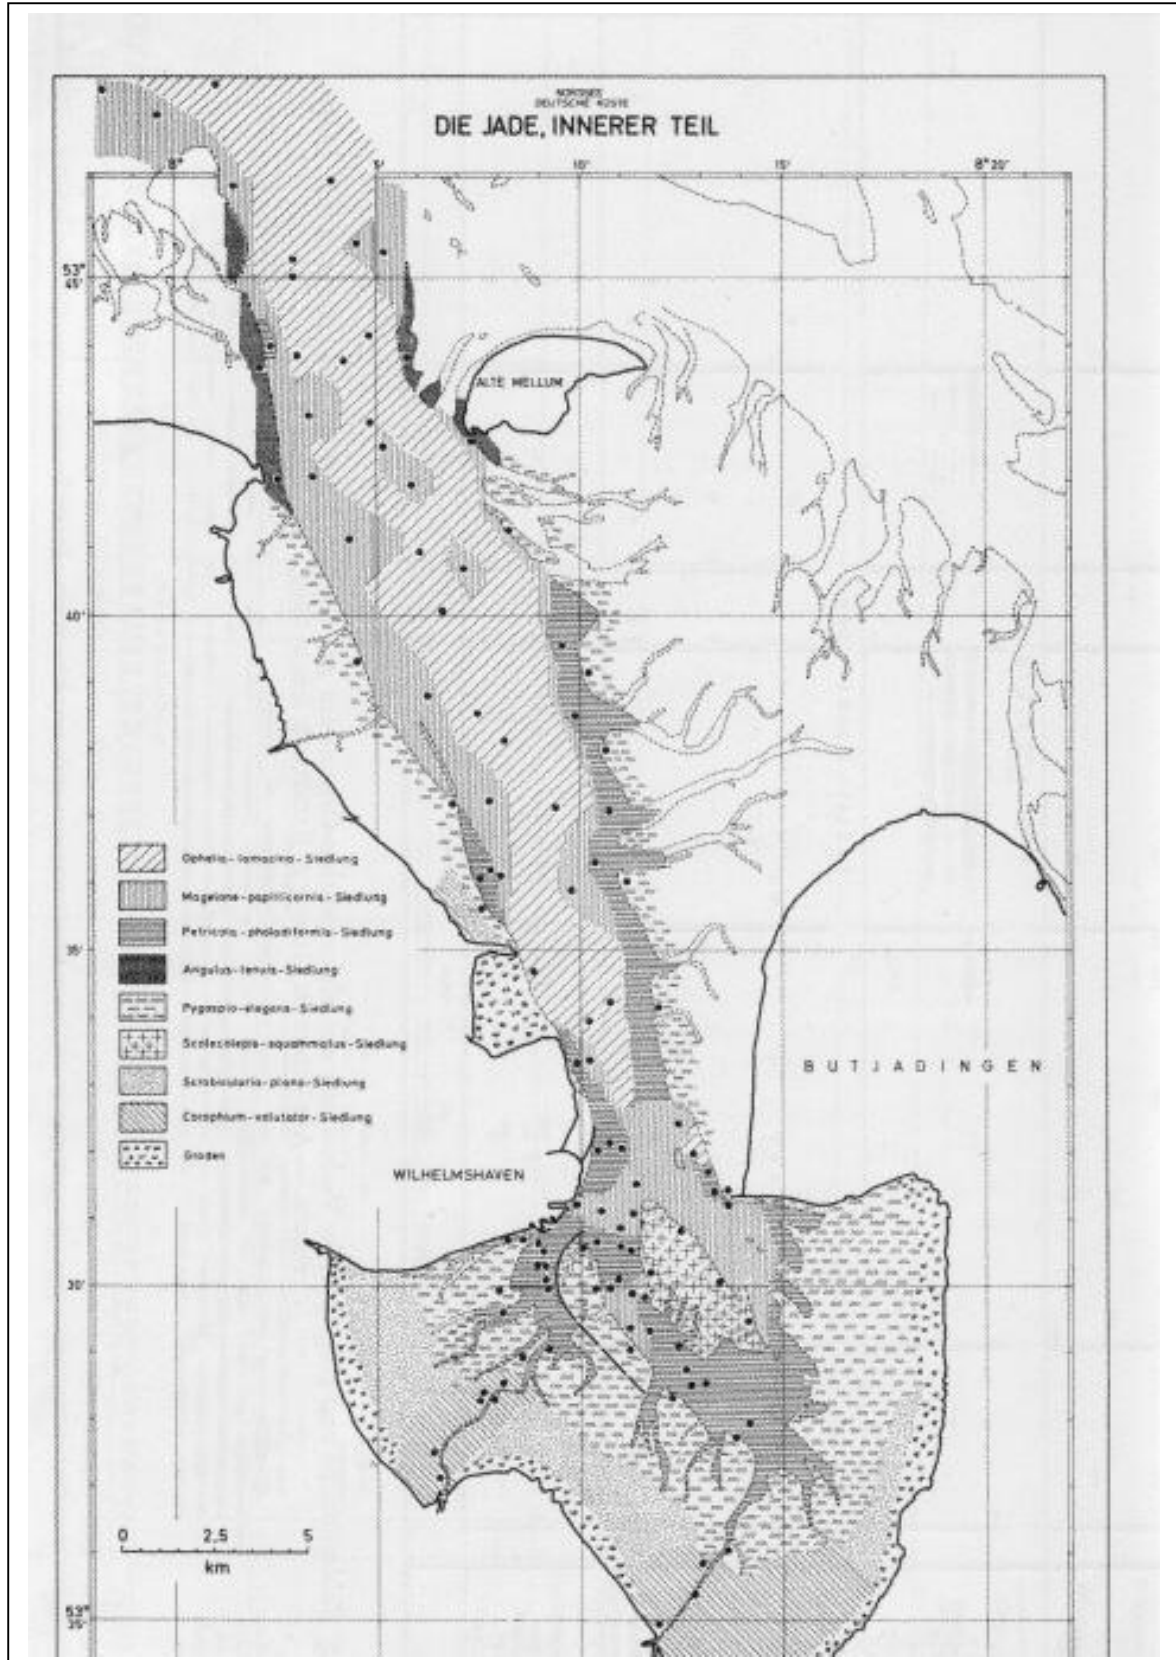 NORDSEE
DEUTSCHE KÜSTE
DIE JADE, INNERER TEIL
8° 5' 10' 15' 8° 20'
53°
45'
ALTE MELLUM
40'
Ophelia-limacina-Siedlung
Magelona-papillicornis-Siedlung
Petricola-pholadiformis-Siedlung
Angulus-tenuis-Siedlung
Pygospio-elegans-Siedlung
Scolecolepis-squammatus-Siedlung
Scrobicularia-plana-Siedlung
Corophium-volutator-Siedlung
Groden
35'
BUTJADINGEN
WILHELMSHAVEN
30'
0 2,5 5
km
53°
25'